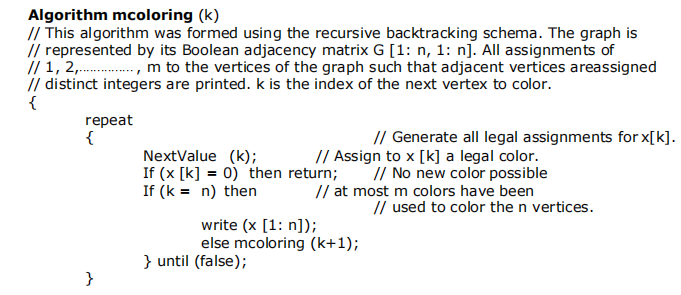 Algorithm mcoloring (k)
// This algorithm was formed using the recursive backtracking schema. The graph is
// represented by its Boolean adjacency matrix G [1: n, 1: n]. All assignments of
// 1, 2,............... , m to the vertices of the graph such that adjacent vertices areassigned
// distinct integers are printed. k is the index of the next vertex to color.
{
repeat
{ // Generate all legal assignments for x[k].
NextValue (k); // Assign to x [k] a legal color.
If (x [k] = 0) then return; // No new color possible
If (k = n) then // at most m colors have been
// used to color the n vertices.
write (x [1: n]);
else mcoloring (k+1);
} until (false);
}